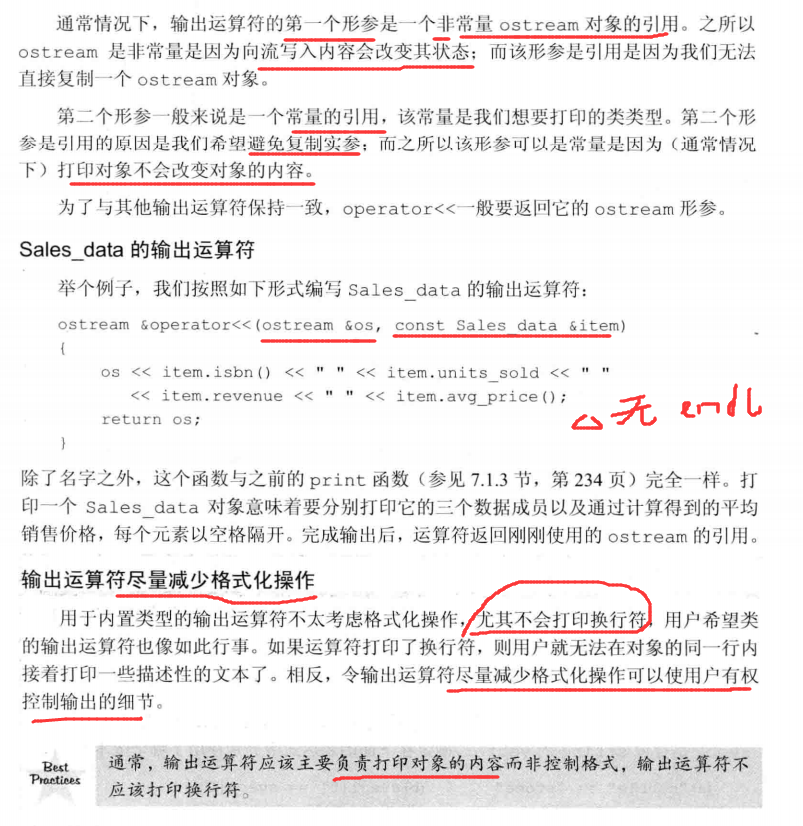 通常情况下，输出运算符的第一个形参是一个非常量 ostream 对象的引用。之所以
ostream 是非常量是因为向流写入内容会改变其状态；而该形参是引用是因为我们无法
直接复制一个 ostream 对象。
第二个形参一般来说是一个常量的引用，该常量是我们想要打印的类类型。第二个形
参是引用的原因是我们希望避免复制实参；而之所以该形参可以是常量是因为（通常情况
下）打印对象不会改变对象的内容。
为了与其他输出运算符保持一致，operator<<一般要返回它的 ostream 形参。
Sales_data 的输出运算符
举个例子，我们按照如下形式编写 Sales_data 的输出运算符：
ostream &operator<<(ostream &os, const Sales_data &item)
{
os << item.isbn() << " " << item.units_sold << " "
<< item.revenue << " " << item.avg_price();
return os;
△无 endl
}
除了名字之外，这个函数与之前的 print 函数（参见 7.1.3 节，第 234 页）完全一样。打
印一个 Sales_data 对象意味着要分别打印它的三个数据成员以及通过计算得到的平均
销售价格，每个元素以空格隔开。完成输出后，运算符返回刚刚使用的 ostream 的引用。
输出运算符尽量减少格式化操作
用于内置类型的输出运算符不太考虑格式化操作，尤其不会打印换行符，用户希望类
的输出运算符也像如此行事。如果运算符打印了换行符，则用户就无法在对象的同一行内
接着打印一些描述性的文本了。相反，令输出运算符尽量减少格式化操作可以使用户有权
控制输出的细节。
Best
Practices
通常，输出运算符应该主要负责打印对象的内容而非控制格式，输出运算符不
应该打印换行符。